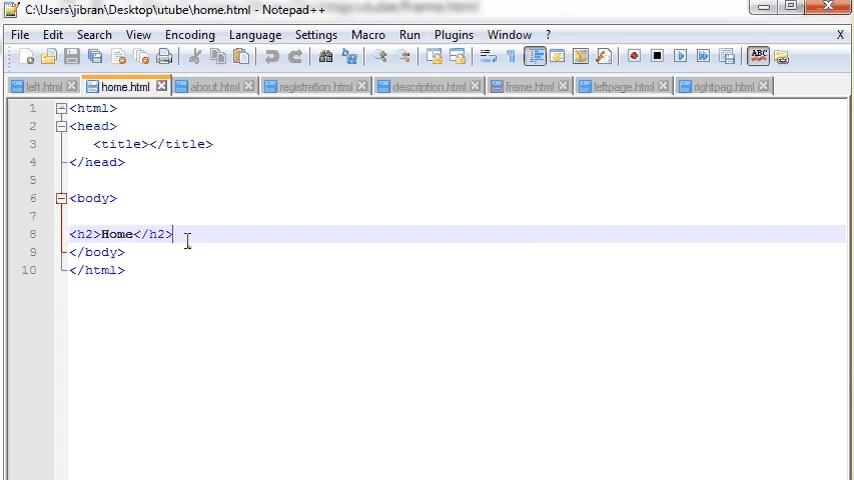 C:\Users\jibran\Desktop\utube\home.html - Notepad++
File Edit Search View Encoding Language Settings Macro Run Plugins Window ? X
left.html home.html about.html registration.html description.html frame.html leftpage.html rightpag.html
1 <html>
2 <head>
3 <title></title>
4 </head>
5
6 <body>
7
8 <h2>Home</h2>
9 </body>
10 </html>